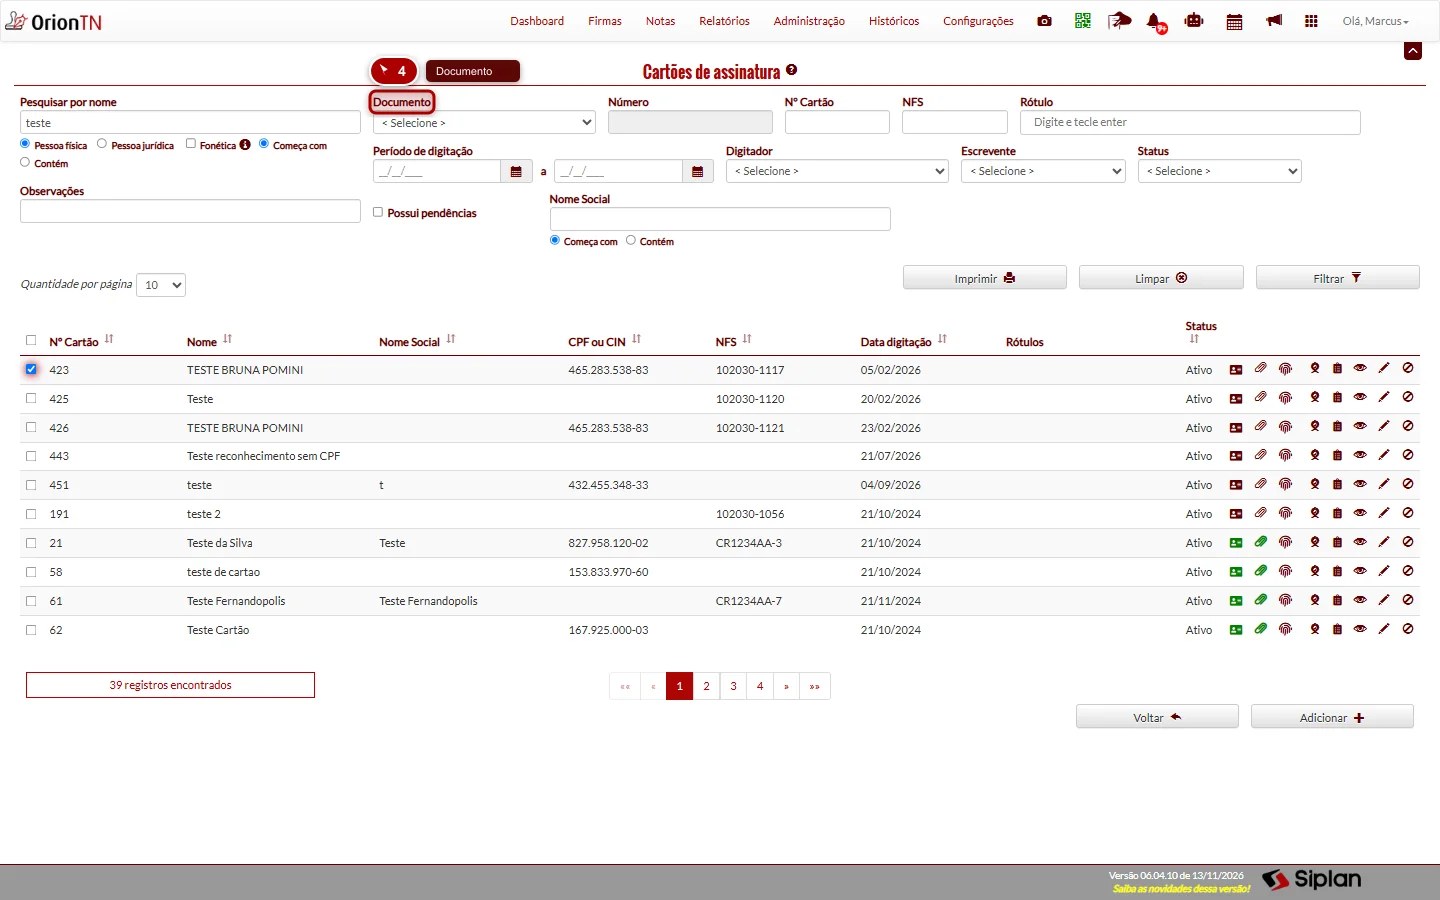 OrionTN
Dashboard Firmas Notas Relatórios Administração Históricos Configurações 9+ Olá, Marcus
4 Documento
Cartões de assinatura
Pesquisar por nome Documento Número Nº Cartão NFS Rótulo
teste < Selecione > Digite e tecle enter
Pessoa física Pessoa jurídica Fonética Começa com
Contém
Período de digitação Digitador Escrevente Status
__/__/____ a __/__/____ < Selecione > < Selecione > < Selecione >
Observações
Possui pendências
Nome Social
Começa com Contém
Quantidade por página 10
Imprimir Limpar Filtrar
Nº Cartão Nome Nome Social CPF ou CIN NFS Data digitação Rótulos Status
423 TESTE BRUNA POMINI 465.283.538-83 102030-1117 05/02/2026 Ativo
425 Teste 102030-1120 20/02/2026 Ativo
426 TESTE BRUNA POMINI 465.283.538-83 102030-1121 23/02/2026 Ativo
443 Teste reconhecimento sem CPF 21/07/2026 Ativo
451 teste t 432.455.348-33 04/09/2026 Ativo
191 teste 2 102030-1056 21/10/2024 Ativo
21 Teste da Silva Teste 827.958.120-02 CR1234AA-3 21/10/2024 Ativo
58 teste de cartao 153.833.970-60 21/10/2024 Ativo
61 Teste Fernandopolis Teste Fernandopolis CR1234AA-7 21/11/2024 Ativo
62 Teste Cartão 167.925.000-03 21/10/2024 Ativo
39 registros encontrados
«« « 1 2 3 4 » »»
Voltar Adicionar
Versão 06.04.10 de 13/11/2026
Saiba as novidades dessa versão!
Siplan